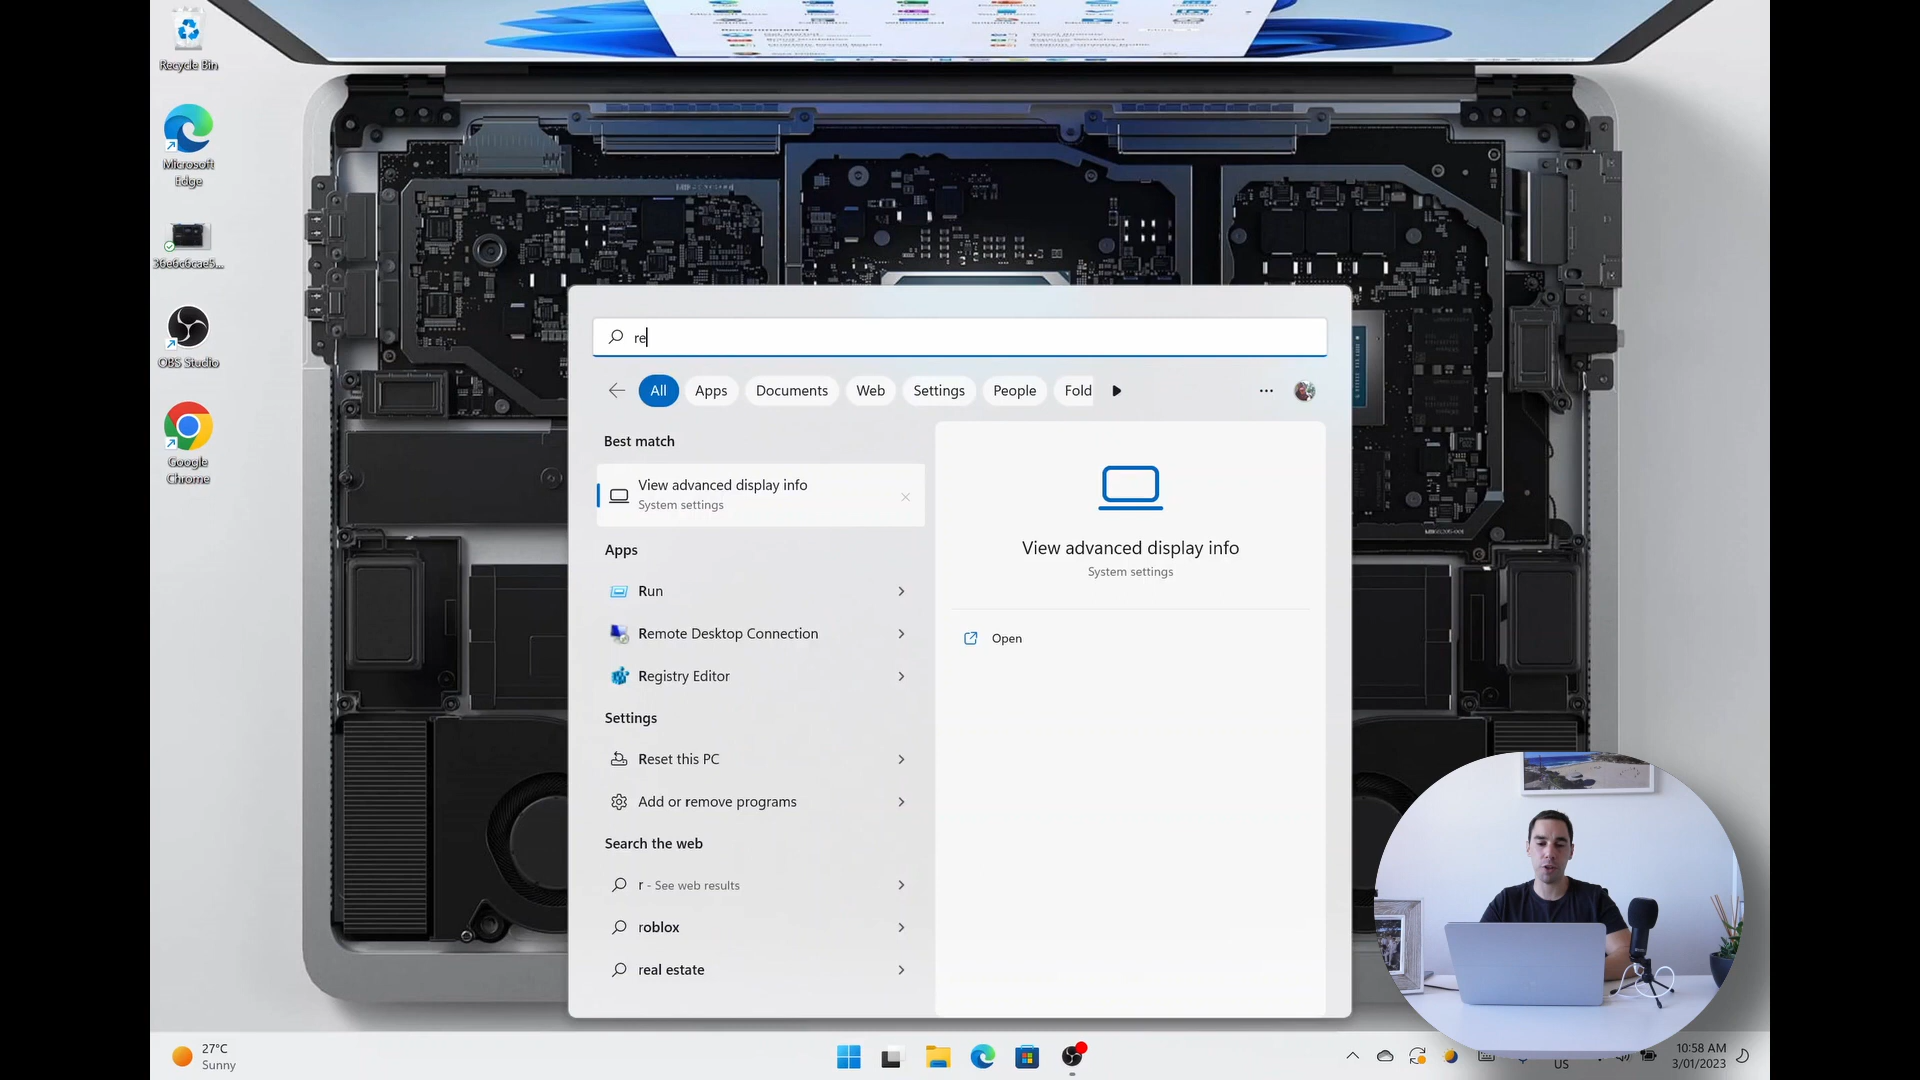 Recycle Bin
Microsoft
Edge
36e6c6cae5...
OBS Studio
Google
Chrome
re
All
Apps
Documents
Web
Settings
People
Fold
Best match
View advanced display info
System settings
Apps
Run
Remote Desktop Connection
Registry Editor
Settings
Reset this PC
Add or remove programs
Search the web
r - See web results
roblox
real estate
View advanced display info
System settings
Open
27°C
Sunny
US
10:58 AM
3/01/2023